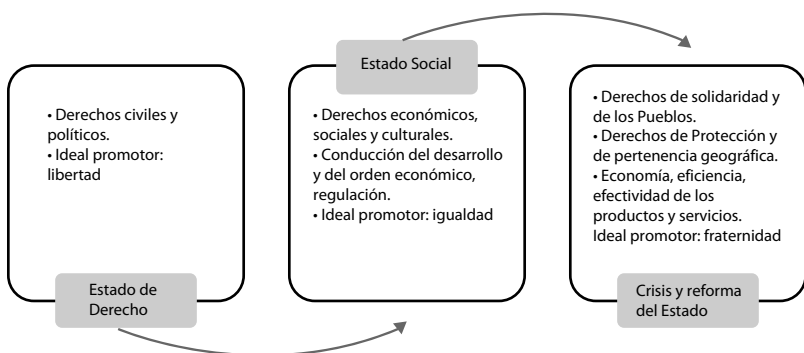 • Derechos civiles y
políticos.
• Ideal promotor:
libertad
Estado de
Derecho
Estado Social
• Derechos económicos,
sociales y culturales.
• Conducción del desarrollo
y del orden económico,
regulación.
• Ideal promotor: igualdad
• Derechos de solidaridad y
de los Pueblos.
• Derechos de Protección y
de pertenencia geográfica.
• Economía, eficiencia,
efectividad de los
productos y servicios.
Ideal promotor: fraternidad
Crisis y reforma
del Estado